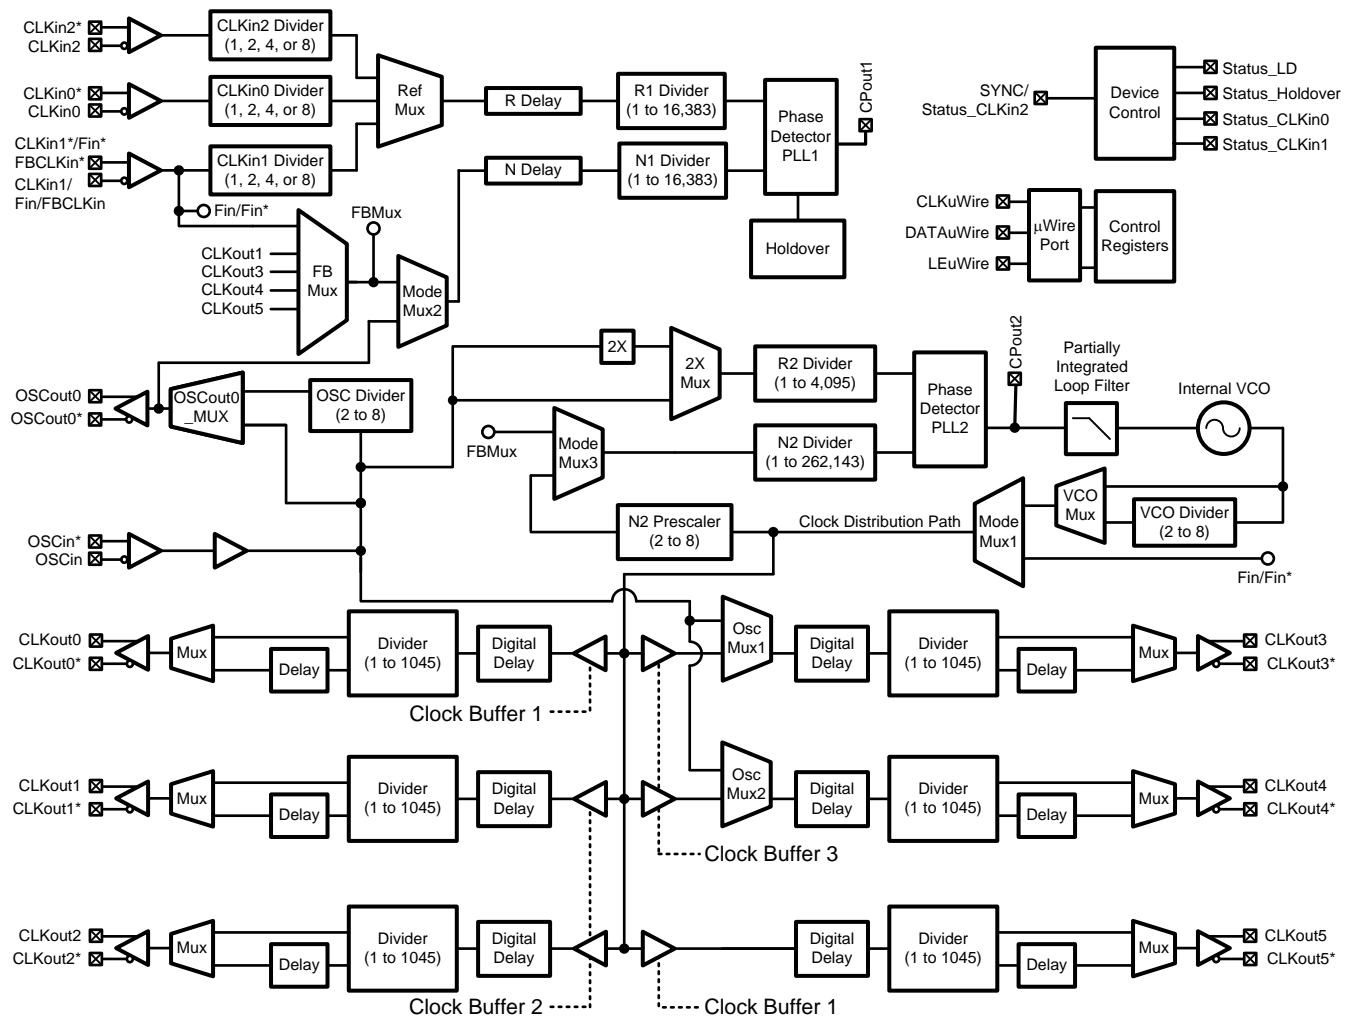 CLKin2*
CLKin2
CLKin2 Divider
(1, 2, 4, or 8)
CLKin0*
CLKin0
CLKin0 Divider
(1, 2, 4, or 8)
CLKin1*/Fin*
FBCLKin*
CLKin1/
Fin/FBCLKin
CLKin1 Divider
(1, 2, 4, or 8)
Ref
Mux
R Delay
R1 Divider
(1 to 16,383)
N Delay
N1 Divider
(1 to 16,383)
Phase
Detector
PLL1
CPout1
Holdover
SYNC/
Status_CLKin2
Device
Control
Status_LD
Status_Holdover
Status_CLKin0
Status_CLKin1
CLKuWire
DATAuWire
LEuWire
µWire
Port
Control
Registers
Fin/Fin*
CLKout1
CLKout3
CLKout4
CLKout5
FB
Mux
FBMux
Mode
Mux2
OSCout0
OSCout0*
OSCout0
_MUX
OSC Divider
(2 to 8)
2X
2X
Mux
R2 Divider
(1 to 4,095)
FBMux
Mode
Mux3
N2 Divider
(1 to 262,143)
Phase
Detector
PLL2
CPout2
Partially
Integrated
Loop Filter
Internal VCO
OSCin*
OSCin
N2 Prescaler
(2 to 8)
Clock Distribution Path
Mode
Mux1
VCO
Mux
VCO Divider
(2 to 8)
Fin/Fin*
CLKout0
CLKout0*
Mux
Delay
Divider
(1 to 1045)
Digital
Delay
Clock Buffer 1
Osc
Mux1
Digital
Delay
Divider
(1 to 1045)
Delay
Mux
CLKout3
CLKout3*
CLKout1
CLKout1*
Mux
Delay
Divider
(1 to 1045)
Digital
Delay
Osc
Mux2
Digital
Delay
Divider
(1 to 1045)
Delay
Mux
CLKout4
CLKout4*
Clock Buffer 3
CLKout2
CLKout2*
Mux
Delay
Divider
(1 to 1045)
Digital
Delay
Digital
Delay
Divider
(1 to 1045)
Delay
Mux
CLKout5
CLKout5*
Clock Buffer 2
Clock Buffer 1